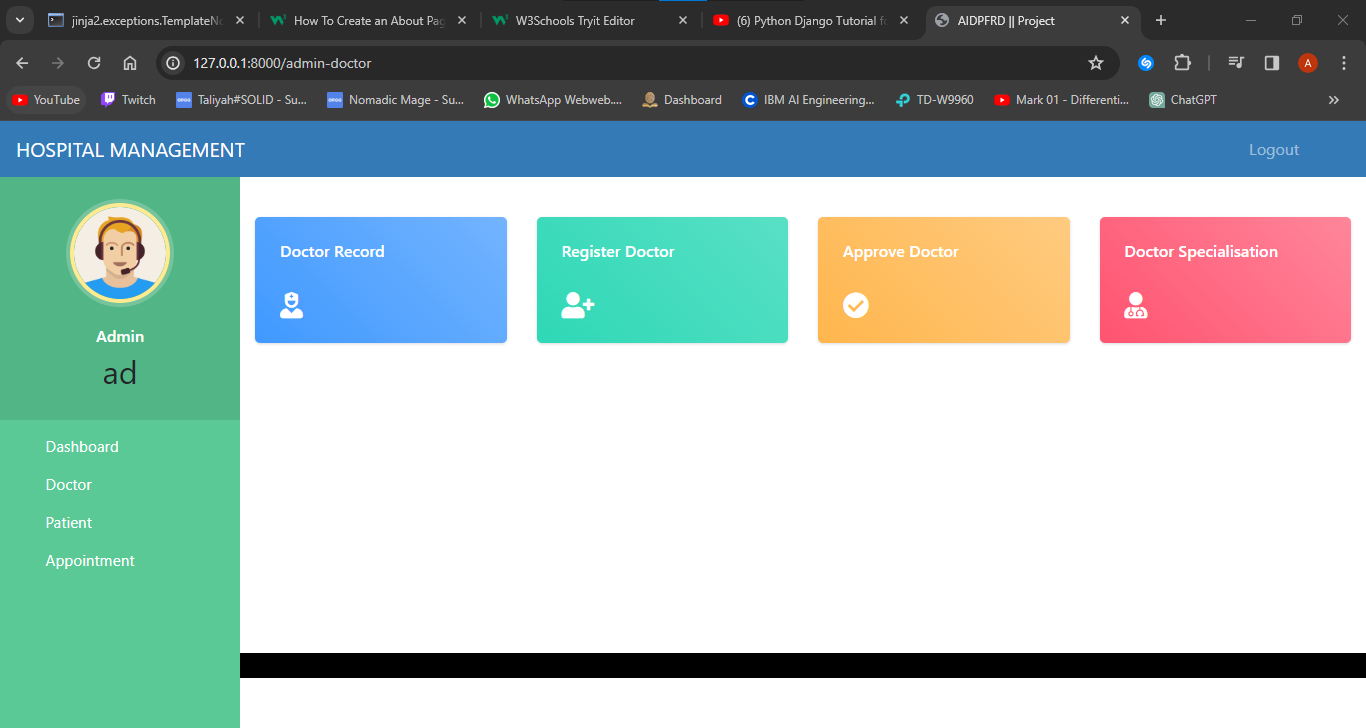 jinja2.exceptions.TemplateNo
How To Create an About Pag
W3Schools Tryit Editor
(6) Python Django Tutorial fo
AIDPFRD || Project
127.0.0.1:8000/admin-doctor
A
YouTube
Twitch
Taliyah#SOLID - Su...
Nomadic Mage - Su...
WhatsApp Webweb....
Dashboard
IBM AI Engineering...
TD-W9960
Mark 01 - Differenti...
ChatGPT
HOSPITAL MANAGEMENT
Logout
Admin
ad
Dashboard
Doctor
Patient
Appointment
Doctor Record
Register Doctor
Approve Doctor
Doctor Specialisation